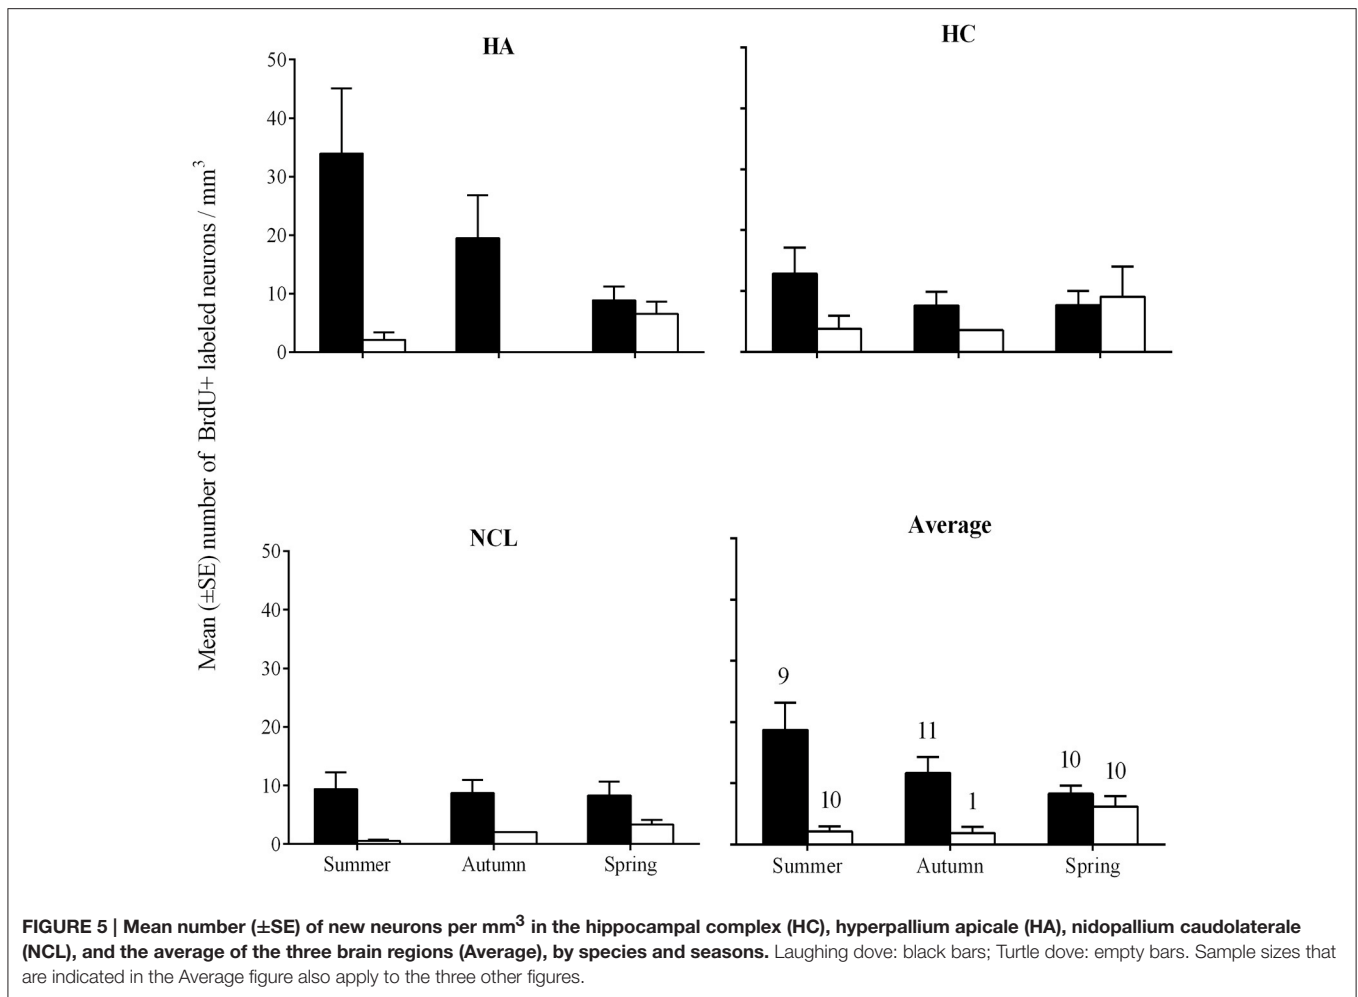 HA
HC
50
40
30
20
10
0
Mean (±SE) number of BrdU+ labeled neurons / mm³
NCL
Average
50
40
30
20
10
0
9
10
11
1
10
10
Summer Autumn Spring
Summer Autumn Spring
FIGURE 5 | Mean number (±SE) of new neurons per mm³ in the hippocampal complex (HC), hyperpallium apicale (HA), nidopallium caudolaterale
(NCL), and the average of the three brain regions (Average), by species and seasons. Laughing dove: black bars; Turtle dove: empty bars. Sample sizes that
are indicated in the Average figure also apply to the three other figures.